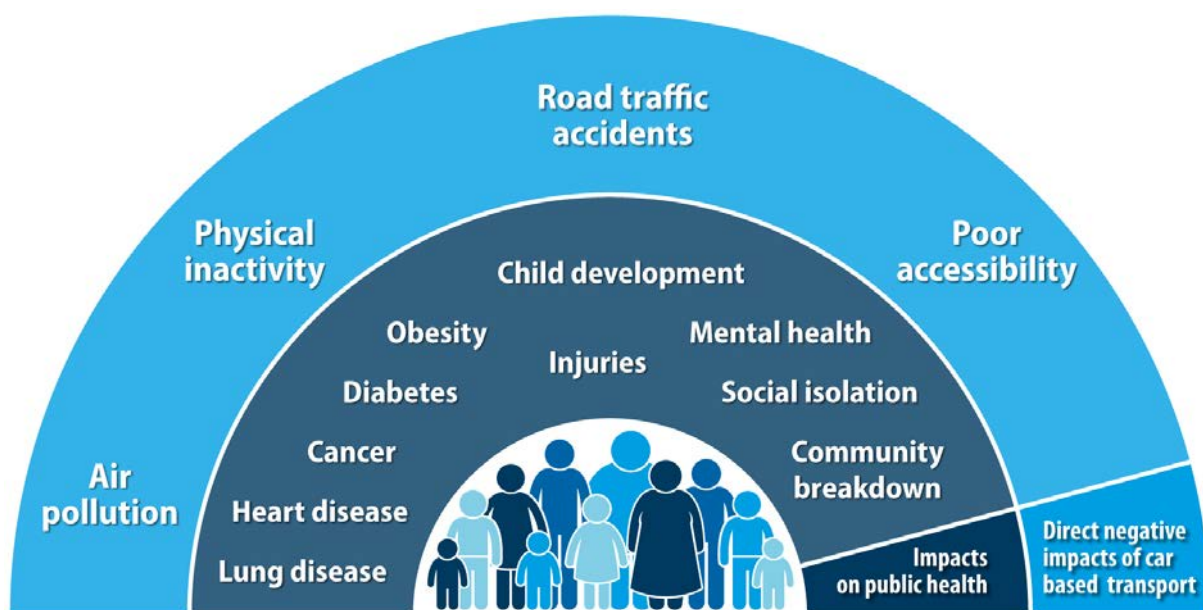 Road traffic
accidents
Physical
inactivity
Poor
accessibility
Air
pollution
Child development
Obesity
Mental health
Injuries
Diabetes
Social isolation
Cancer
Community
breakdown
Heart disease
Lung disease
Impacts
on public health
Direct negative
impacts of car
based transport